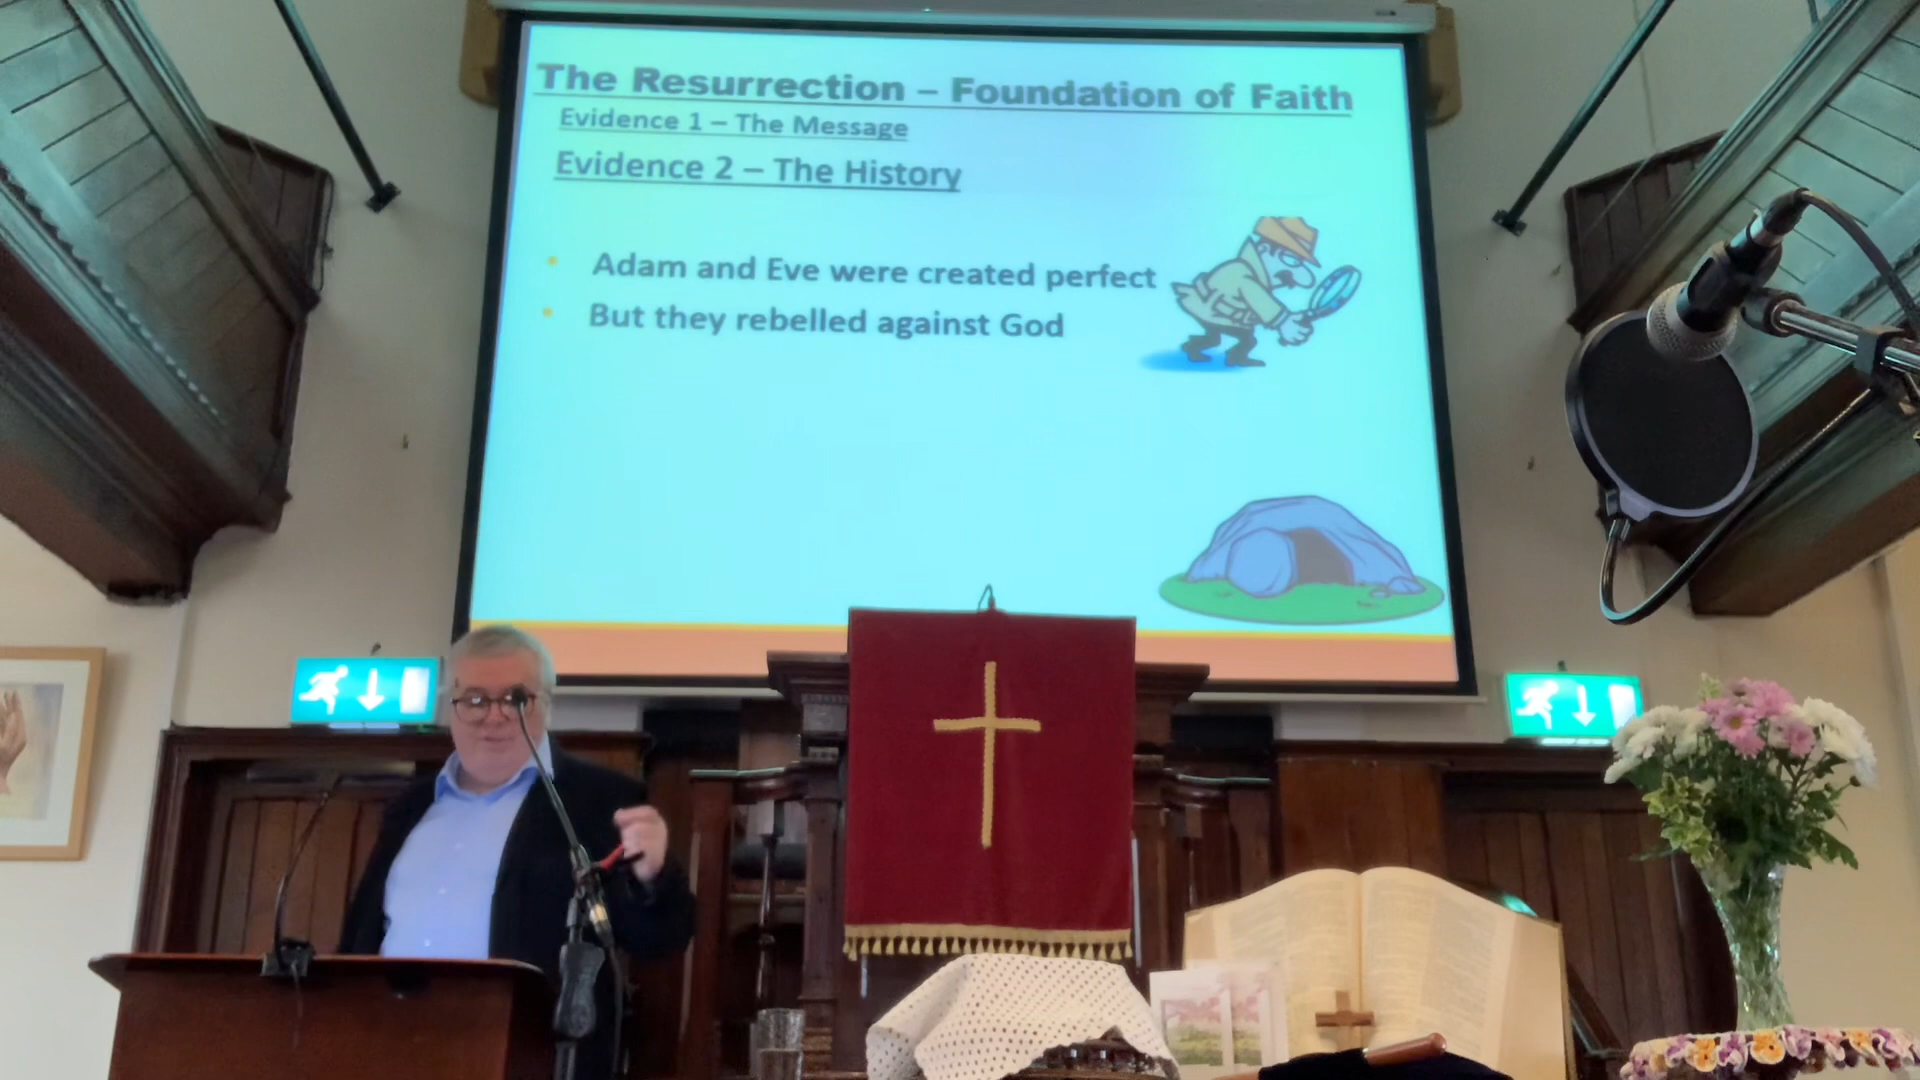 The Resurrection – Foundation of Faith
Evidence 1 – The Message
Evidence 2 – The History
• Adam and Eve were created perfect
• But they rebelled against God